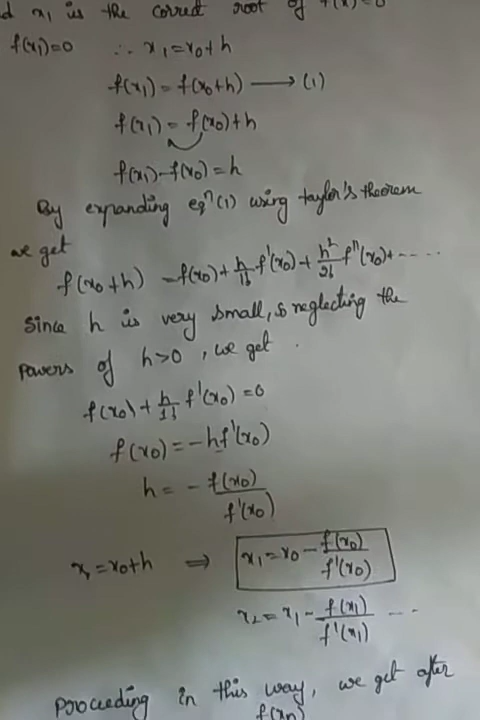 d x₁ is the correct root of f(x)=0
f(x₁)=0 ∴ x₁=x₀+h
f(x₁)=f(x₀+h) ⟶ (1)
f(x₁)=f(x₀)+h
f(x₁)-f(x₀)=h
By expanding eqⁿ(1) using taylor's theorem
we get
f(x₀+h) =f(x₀)+h/1! f'(x₀)+h²/2! f''(x₀)+.....
Since h is very small, so neglecting the
powers of h>0, we get .
f(x₀)+h/1! f'(x₀)=0
f(x₀)=-hf'(x₀)
h= - f(x₀)/f'(x₀)
x₁=x₀+h ⇒ x₁=x₀-f(x₀)/f'(x₀)
x₂=x₁-f(x₁)/f'(x₁) ...
Proceeding in this way, we get after
f(xn)